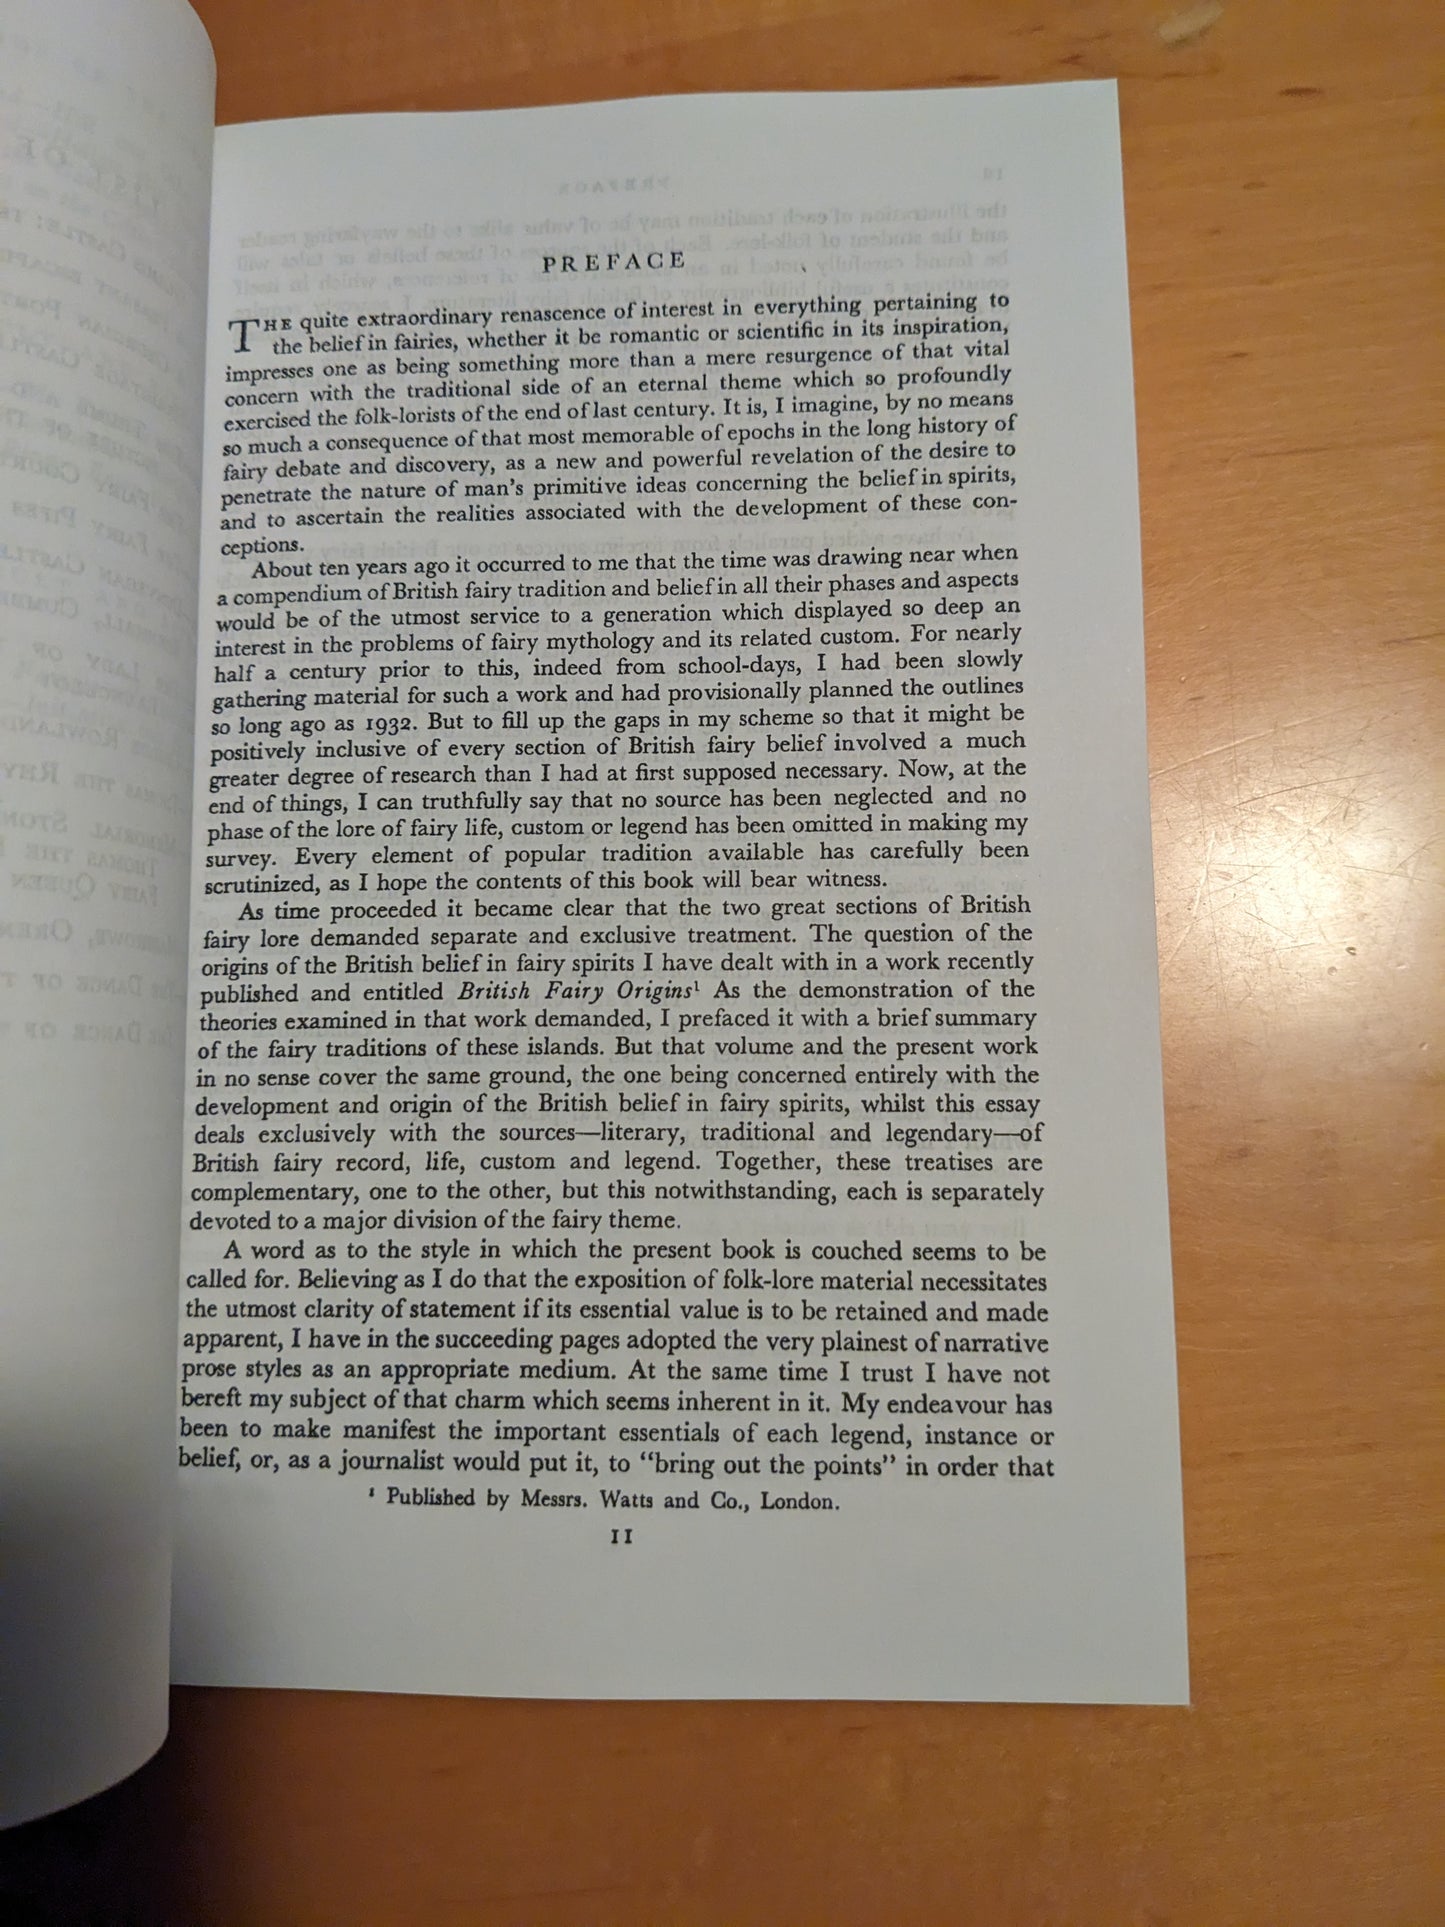 PREFACE
THE quite extraordinary renascence of interest in everything pertaining to
the belief in fairies, whether it be romantic or scientific in its inspiration,
impresses one as being something more than a mere resurgence of that vital
concern with the traditional side of an eternal theme which so profoundly
exercised the folk-lorists of the end of last century. It is, I imagine, by no means
so much a consequence of that most memorable of epochs in the long history of
fairy debate and discovery, as a new and powerful revelation of the desire to
penetrate the nature of man's primitive ideas concerning the belief in spirits,
and to ascertain the realities associated with the development of these con-
ceptions.
About ten years ago it occurred to me that the time was drawing near when
a compendium of British fairy tradition and belief in all their phases and aspects
would be of the utmost service to a generation which displayed so deep an
interest in the problems of fairy mythology and its related custom. For nearly
half a century prior to this, indeed from school-days, I had been slowly
gathering material for such a work and had provisionally planned the outlines
so long ago as 1932. But to fill up the gaps in my scheme so that it might be
positively inclusive of every section of British fairy belief involved a much
greater degree of research than I had at first supposed necessary. Now, at the
end of things, I can truthfully say that no source has been neglected and no
phase of the lore of fairy life, custom or legend has been omitted in making my
survey. Every element of popular tradition available has carefully been
scrutinized, as I hope the contents of this book will bear witness.
As time proceeded it became clear that the two great sections of British
fairy lore demanded separate and exclusive treatment. The question of the
origins of the British belief in fairy spirits I have dealt with in a work recently
published and entitled British Fairy Origins¹ As the demonstration of the
theories examined in that work demanded, I prefaced it with a brief summary
of the fairy traditions of these islands. But that volume and the present work
in no sense cover the same ground, the one being concerned entirely with the
development and origin of the British belief in fairy spirits, whilst this essay
deals exclusively with the sources—literary, traditional and legendary—of
British fairy record, life, custom and legend. Together, these treatises are
complementary, one to the other, but this notwithstanding, each is separately
devoted to a major division of the fairy theme.
A word as to the style in which the present book is couched seems to be
called for. Believing as I do that the exposition of folk-lore material necessitates
the utmost clarity of statement if its essential value is to be retained and made
apparent, I have in the succeeding pages adopted the very plainest of narrative
prose styles as an appropriate medium. At the same time I trust I have not
bereft my subject of that charm which seems inherent in it. My endeavour has
been to make manifest the important essentials of each legend, instance or
belief, or, as a journalist would put it, to "bring out the points" in order that
¹ Published by Messrs. Watts and Co., London.
11